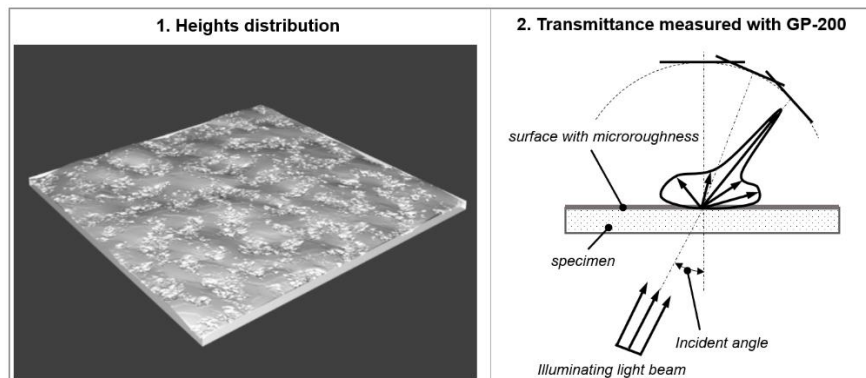 1. Heights distribution
2. Transmittance measured with GP-200
surface with microroughness
specimen
Incident angle
Illuminating light beam